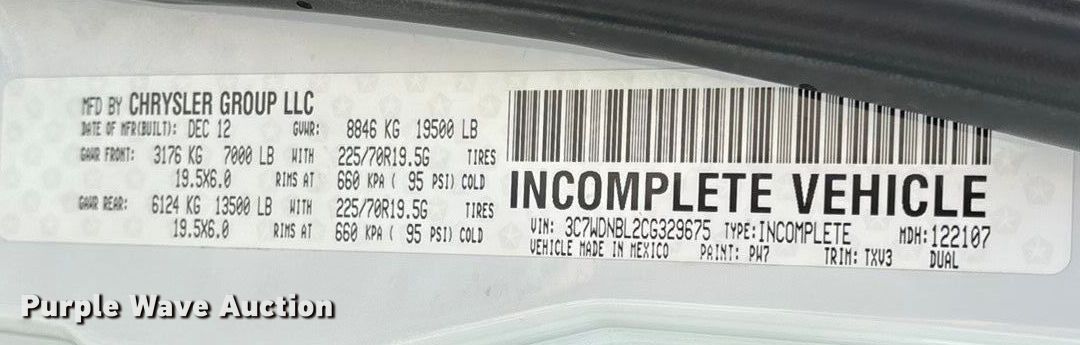 MFD BY CHRYSLER GROUP LLC
DATE OF MFR(BUILT): DEC 12 GVWR: 8846 KG 19500 LB
GAWR FRONT: 3176 KG 7000 LB WITH 225/70R19.5G TIRES
19.5X6.0 RIMS AT 660 KPA ( 95 PSI) COLD
GAWR REAR: 6124 KG 13500 LB WITH 225/70R19.5G TIRES
19.5X6.0 RIMS AT 660 KPA ( 95 PSI) COLD
INCOMPLETE VEHICLE
VIN: 3C7WDNBL2CG329675 TYPE:INCOMPLETE MDH:122107
VEHICLE MADE IN MEXICO PAINT: PW7 TRIM: TXV3 DUAL
Purple Wave Auction